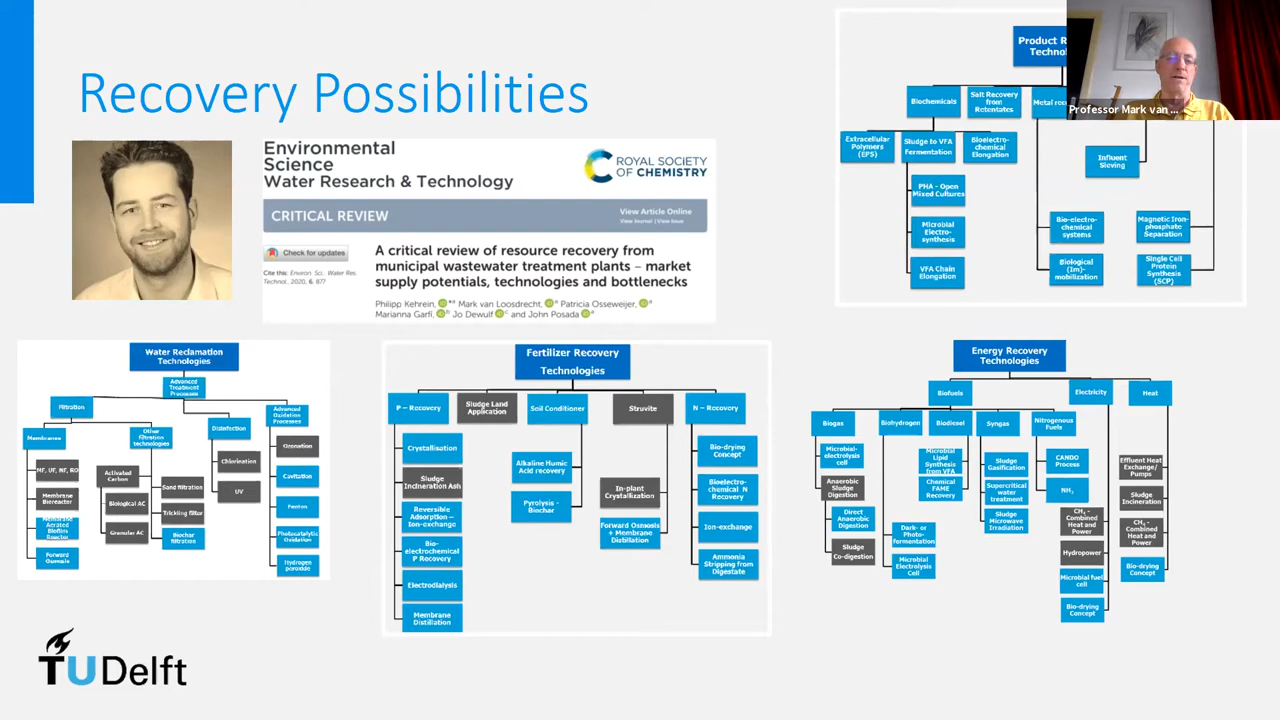 Recovery Possibilities
Environmental
Science
Water Research & Technology
ROYAL SOCIETY
OF CHEMISTRY
CRITICAL REVIEW
View Article Online
View Journal | View Issue
Check for updates
Cite this: Environ. Sci.: Water Res.
Technol., 2020, 6, 877
A critical review of resource recovery from
municipal wastewater treatment plants – market
supply potentials, technologies and bottlenecks
Philipp Kehrein, Mark van Loosdrecht, Patricia Osseweijer,
Marianna Garfí, Jo Dewulf and John Posada
Product R
Technol
Professor Mark van ...
Biochemicals
Salt Recovery
from
Retentates
Metal rec
Extracellular
Polymers
(EPS)
Sludge to VFA
Fermentation
Bioelectro-
chemical
Elongation
Influent
Sieving
PHA - Open
Mixed Cultures
Microbial
Electro-
synthesis
VFA Chain
Elongation
Bio-electro-
chemical
systems
Biological
(Im)-
mobilization
Magnetic Iron-
phosphate
Separation
Single Cell
Protein
Synthesis
(SCP)
Water Reclamation
Technologies
Advanced
Treatment
Processes
Filtration
Disinfection
Advanced
Oxidation
Processes
Membranes
Other
filtration
technologies
MF, UF, NF, RO
Membrane
Bioreactor
Membrane
Aerated
Biofilm
Reactor
Forward
Osmosis
Activated
Carbon
Biological AC
Granular AC
Sand filtration
Trickling filter
Biochar
filtration
Chlorination
UV
Ozonation
Cavitation
Fenton
Photocatalytic
Oxidation
Hydrogen
peroxide
Fertilizer Recovery
Technologies
P – Recovery
Sludge Land
Application
Soil Conditioner
Struvite
N – Recovery
Crystallisation
Sludge
Incineration Ash
Reversible
Adsorption –
Ion-exchange
Bio-
electrochemical
P Recovery
Electrodialysis
Membrane
Distillation
Alkaline Humic
Acid recovery
Pyrolysis -
Biochar
In-plant
Crystallization
Forward Osmosis
+ Membrane
Distillation
Bio-drying
Concept
Bioelectro-
chemical N
Recovery
Ion-exchange
Ammonia
Stripping from
Digestate
Energy Recovery
Technologies
Biofuels
Electricity
Heat
Biogas
Biohydrogen
Biodiesel
Syngas
Nitrogenous
Fuels
Microbial-
electrolysis
cell
Anaerobic
Sludge
Digestion
Direct
Anaerobic
Digestion
Sludge
Co-digestion
Dark- or
Photo-
fermentation
Microbial
Electrolysis
Cell
Microbial
Lipid
Synthesis
from VFA
Chemical
FAME
Recovery
Sludge
Gasification
Supercritical
water
treatment
Sludge
Microwave
Irradiation
CANDO
Process
NH3
CH4 -
Combined
Heat and
Power
Hydropower
Microbial fuel
cell
Bio-drying
Concept
Effluent Heat
Exchange/
Pumps
Sludge
Incineration
CH4 -
Combined
Heat and
Power
Bio-drying
Concept
TU Delft